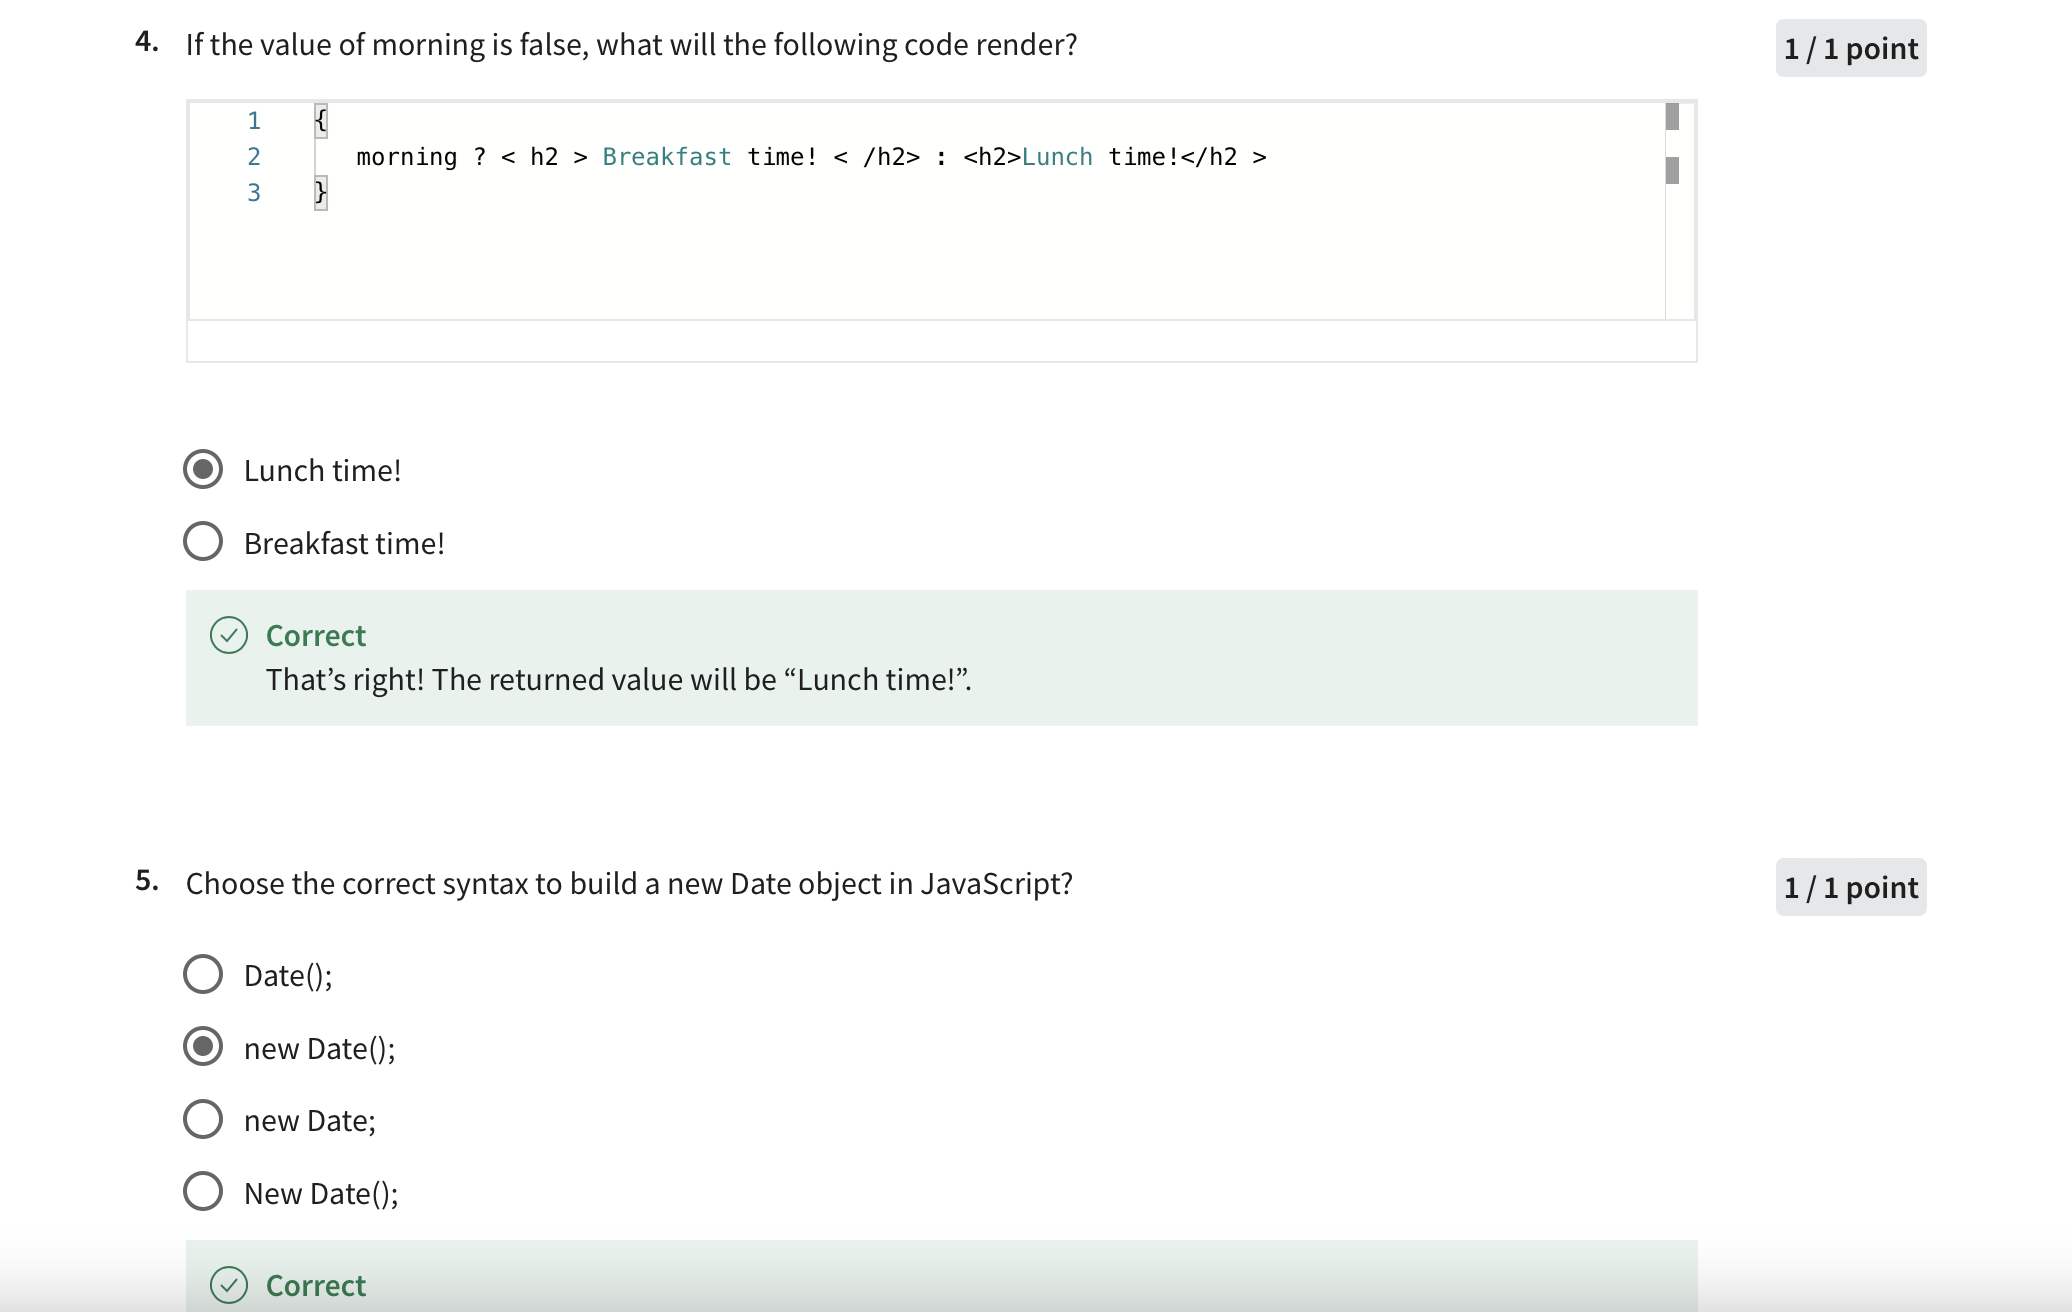 4. If the value of morning is false, what will the following code render?
1 / 1 point
1 {
2 morning ? < h2 > Breakfast time! < /h2> : <h2>Lunch time!</h2 >
3 }
Lunch time!
Breakfast time!
Correct
That’s right! The returned value will be “Lunch time!”.
5. Choose the correct syntax to build a new Date object in JavaScript?
1 / 1 point
Date();
new Date();
new Date;
New Date();
Correct